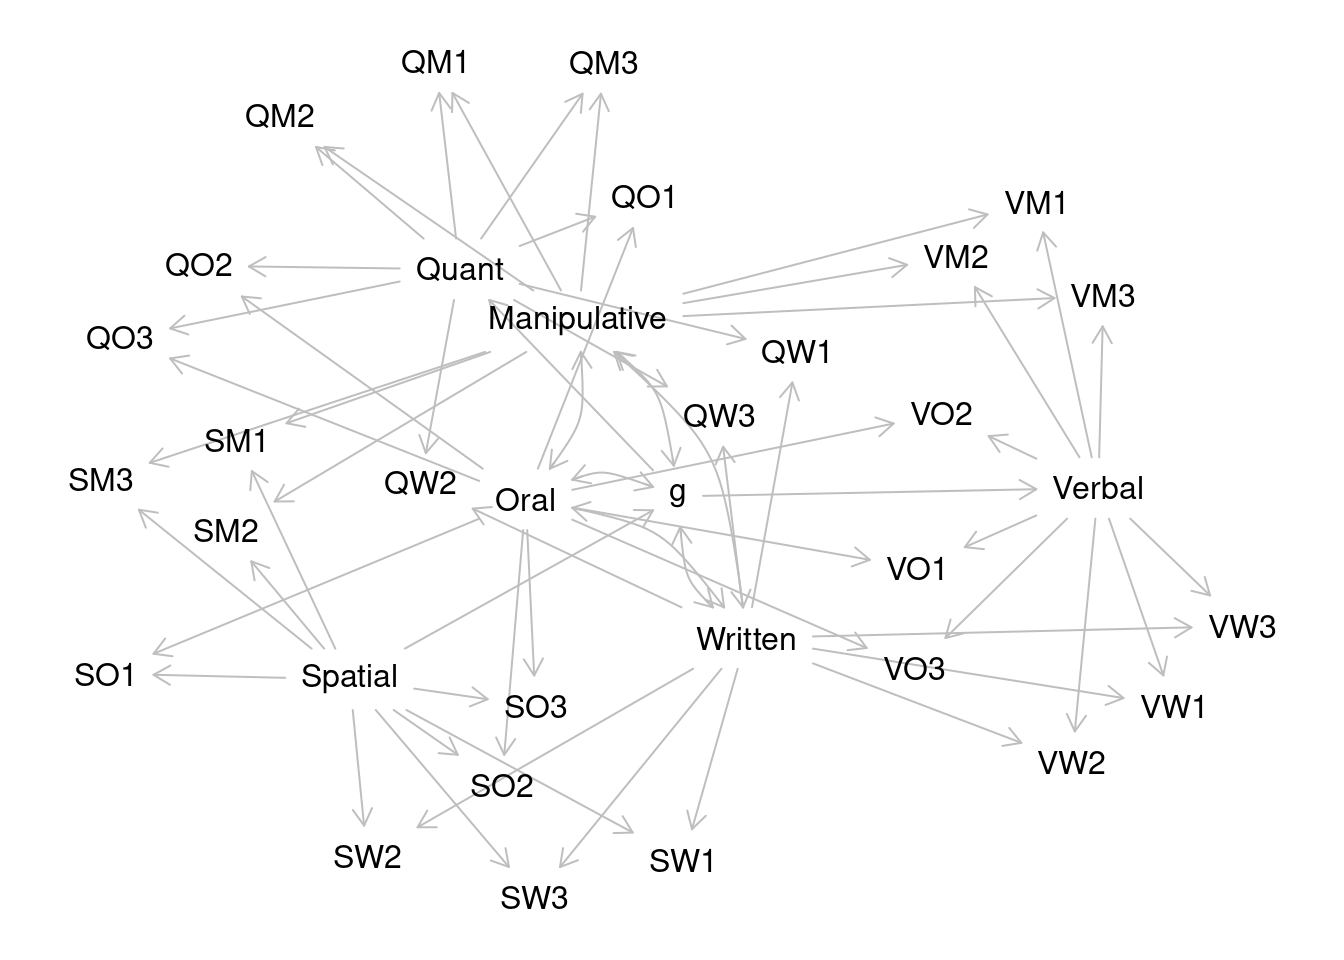 QM1
QM3
QM2
QO1
VM1
VM2
QO2
Quant
VM3
Manipulative
QO3
QW1
VO2
QW3
SM1
SM3
QW2
Oral
g
Verbal
SM2
VO1
VW3
Written
VO3
SO1
Spatial
SO3
VW1
VW2
SO2
SW2
SW1
SW3